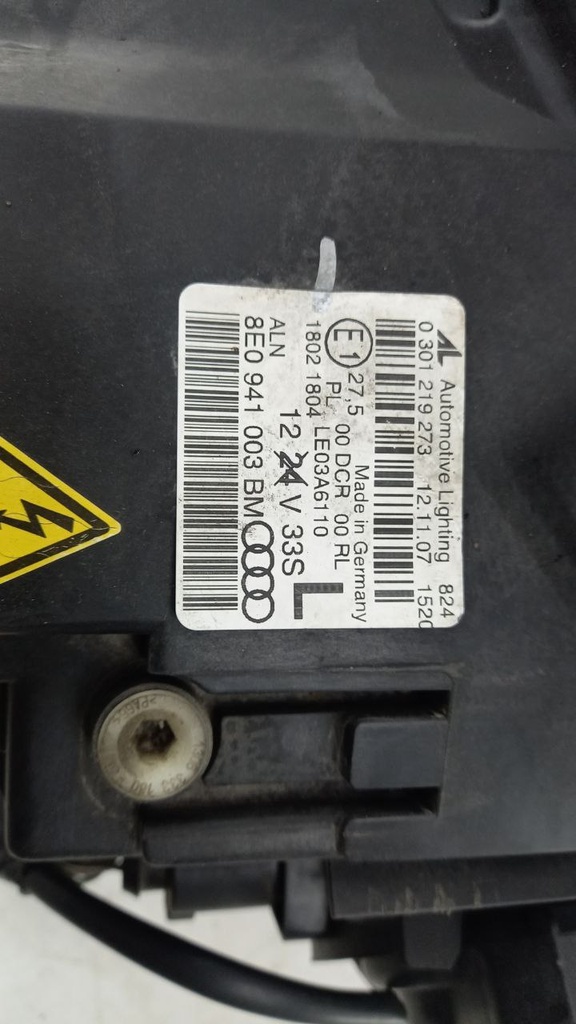 AL Automotive Lighting 824
0 301 219 273 12.11.07 1520
Made in Germany
E1 27,5 00 DCR 00 RL
PL
1802 1804 LE03A6110 L
12 24 V 33S
ALN
8E0 941 003 BM